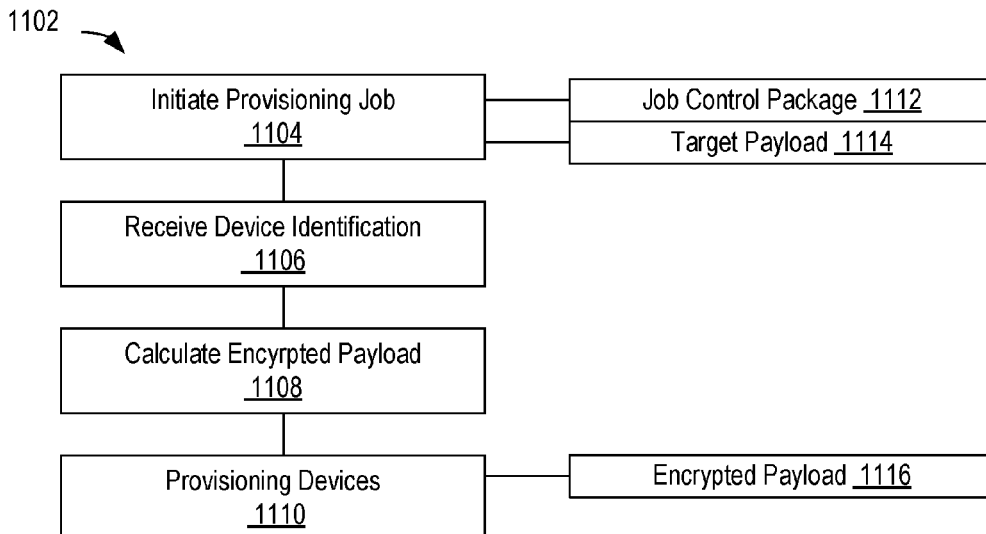 1102
Initiate Provisioning Job
1104
Job Control Package 1112
Target Payload 1114
Receive Device Identification
1106
Calculate Encyrpted Payload
1108
Provisioning Devices
1110
Encrypted Payload 1116